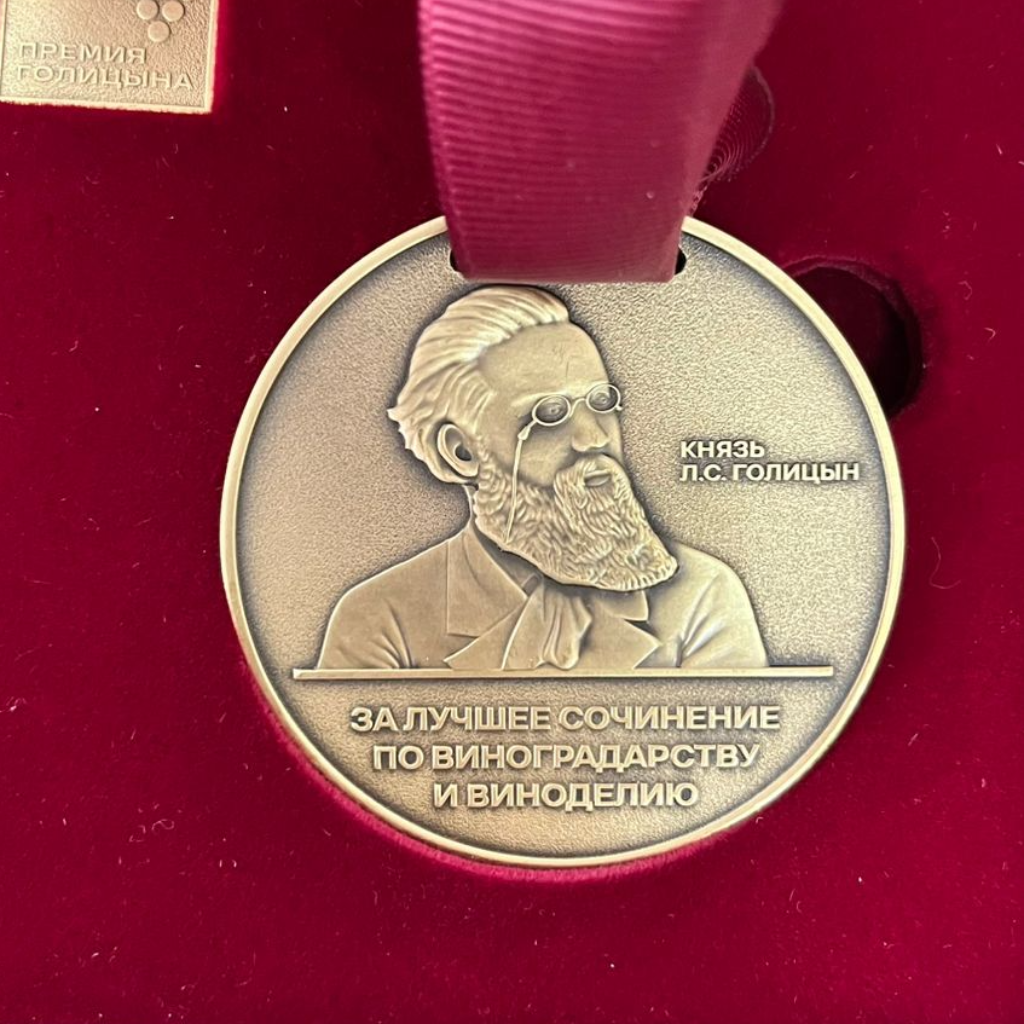 ПРЕМИЯ
ГОЛИЦЫНА
КНЯЗЬ
Л.С. ГОЛИЦЫН
ЗА ЛУЧШЕЕ СОЧИНЕНИЕ
ПО ВИНОГРАДАРСТВУ
И ВИНОДЕЛИЮ